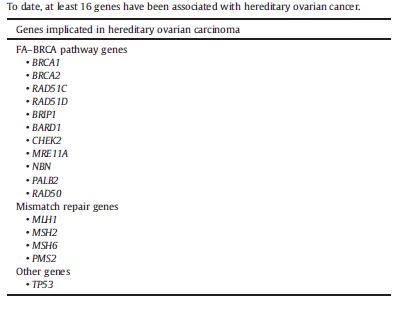 To date, at least 16 genes have been associated with hereditary ovarian cancer.
Genes implicated in hereditary ovarian carcinoma
FA–BRCA pathway genes
• BRCA1
• BRCA2
• RAD51C
• RAD51D
• BRIP1
• BARD1
• CHEK2
• MRE11A
• NBN
• PALB2
• RAD50
Mismatch repair genes
• MLH1
• MSH2
• MSH6
• PMS2
Other genes
• TP53